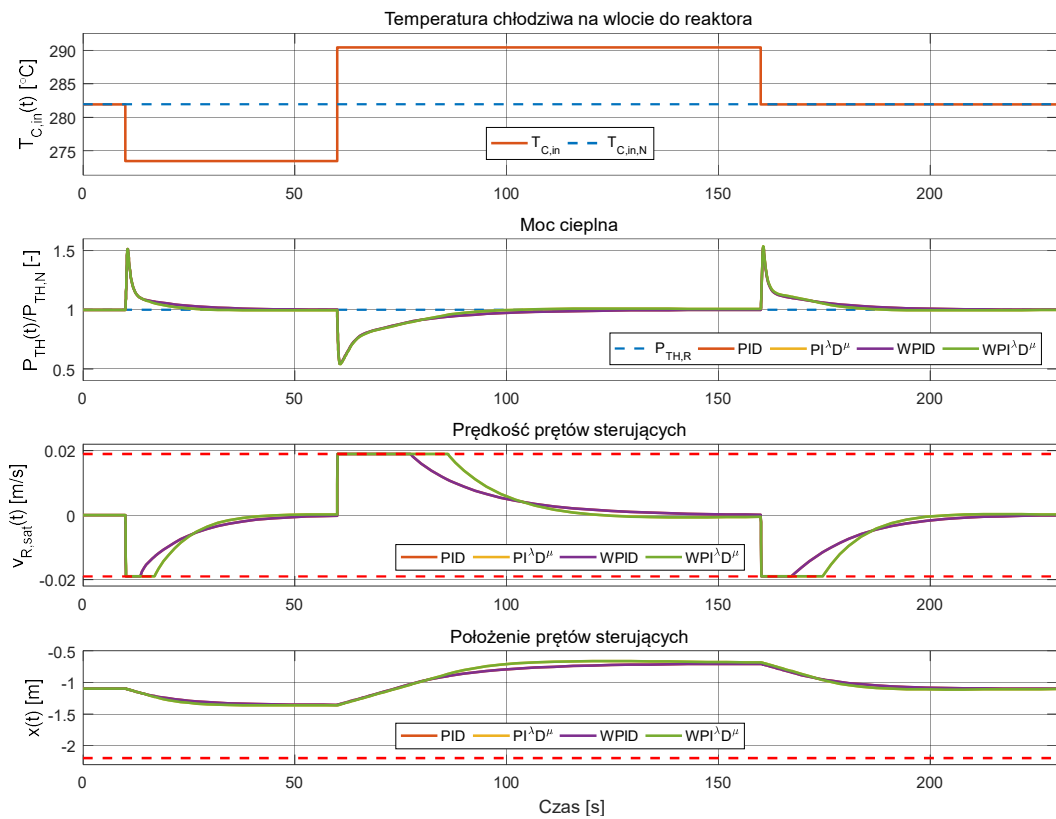 Temperatura chłodziwa na wlocie do reaktora
T_C,in(t) [°C]
290
285
280
275
T_C,in T_C,in,N
0 50 100 150 200
Moc cieplna
P_TH(t)/P_TH,N [-]
1.5
1
0.5
P_TH,R PID PI^λD^μ WPID WPI^λD^μ
0 50 100 150 200
Prędkość prętów sterujących
v_R,sat(t) [m/s]
0.02
0
-0.02
PID PI^λD^μ WPID WPI^λD^μ
0 50 100 150 200
Położenie prętów sterujących
x(t) [m]
-0.5
-1
-1.5
-2
PID PI^λD^μ WPID WPI^λD^μ
0 50 100 150 200
Czas [s]